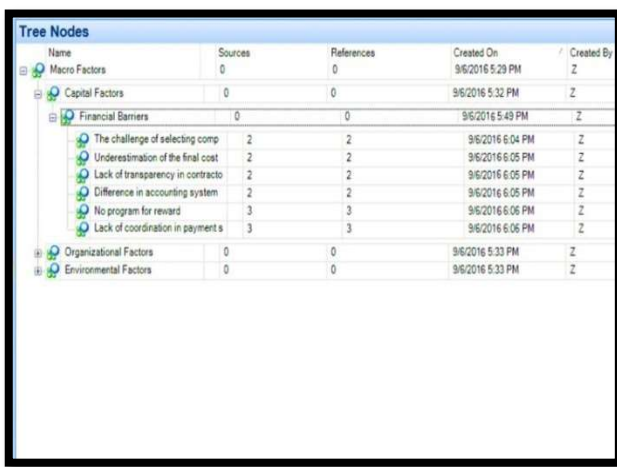 Tree Nodes
Name Sources References Created On Created By
Macro Factors 0 0 9/6/2016 5:29 PM Z
Capital Factors 0 0 9/6/2016 5:32 PM Z
Financial Barriers 0 0 9/6/2016 5:49 PM Z
The challenge of selecting comp 2 2 9/6/2016 6:04 PM Z
Underestimation of the final cost 2 2 9/6/2016 6:05 PM Z
Lack of transparency in contracto 2 2 9/6/2016 6:05 PM Z
Difference in accounting system 2 2 9/6/2016 6:05 PM Z
No program for reward 3 3 9/6/2016 6:06 PM Z
Lack of coordination in payment s 3 3 9/6/2016 6:06 PM Z
Organizational Factors 0 0 9/6/2016 5:33 PM Z
Environmental Factors 0 0 9/6/2016 5:33 PM Z